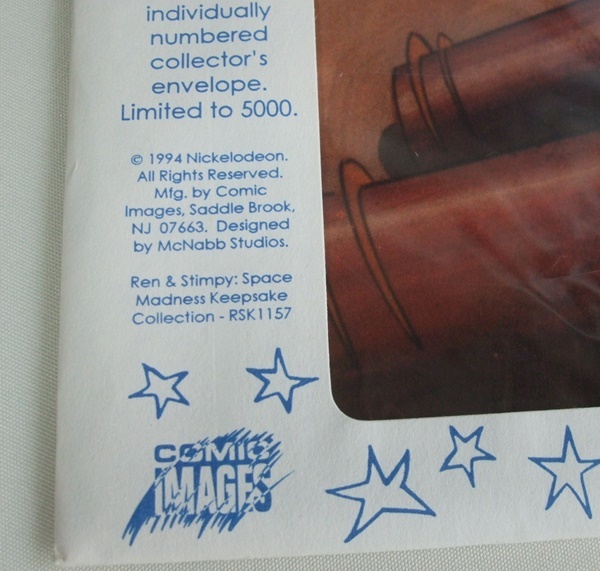 individually
numbered
collector's
envelope.
Limited to 5000.
© 1994 Nickelodeon.
All Rights Reserved.
Mfg. by Comic
Images, Saddle Brook,
NJ 07663. Designed
by McNabb Studios.
Ren & Stimpy: Space
Madness Keepsake
Collection - RSK1157
COMIC
IMAGES